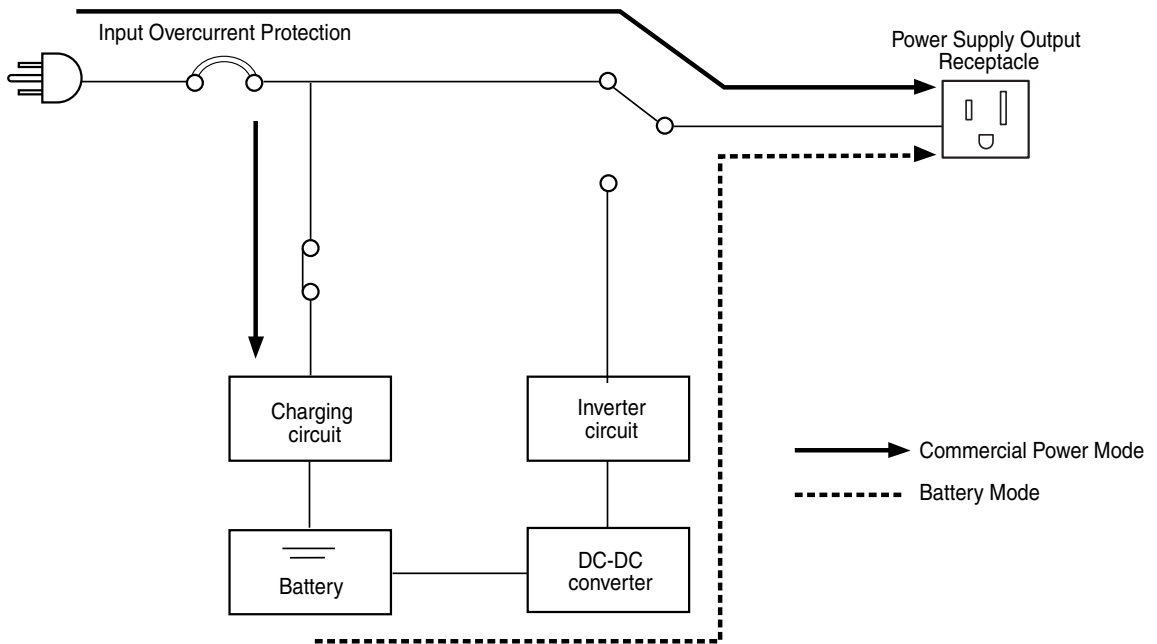 Input Overcurrent Protection
Power Supply Output
Receptacle
Charging
circuit
Inverter
circuit
Commercial Power Mode
Battery Mode
Battery
DC-DC
converter